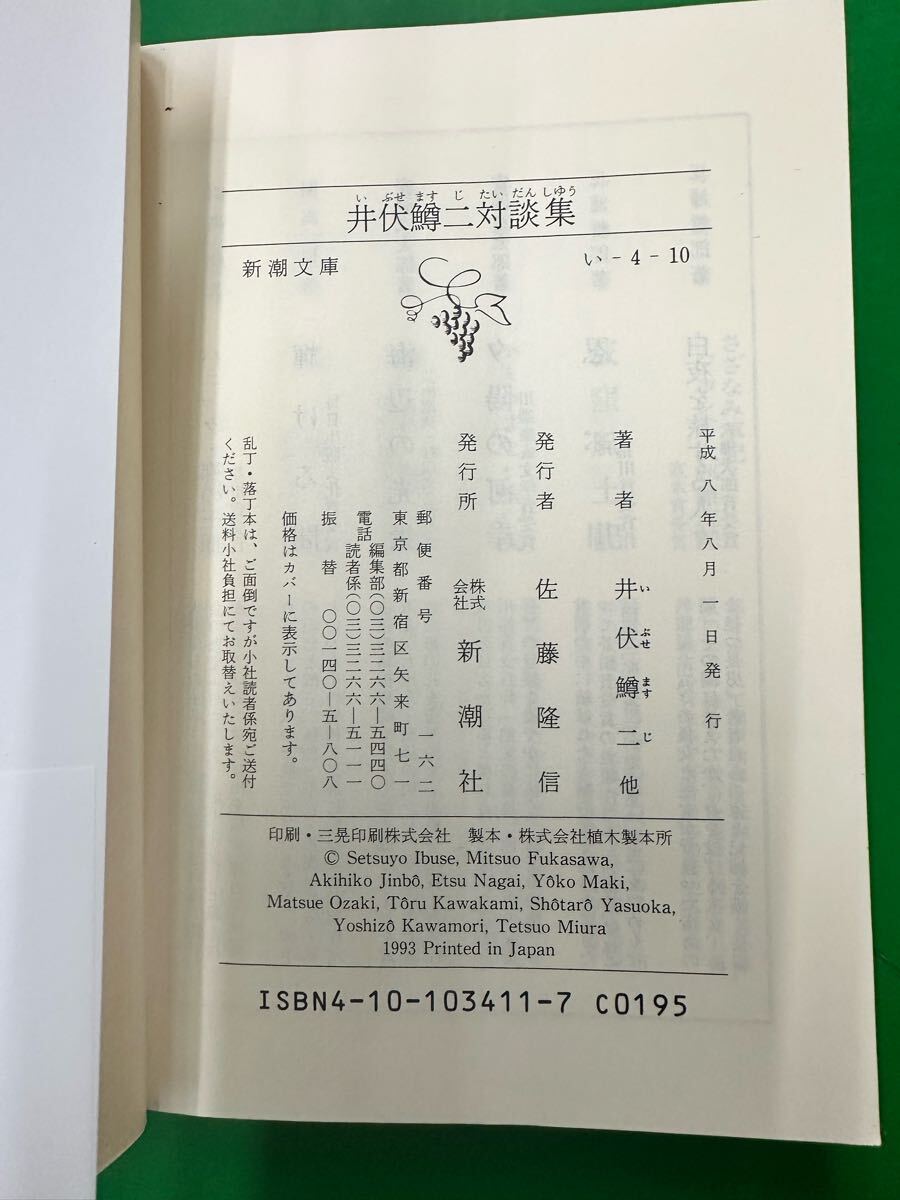 いぶせますじたいだんしゆう
井伏鱒二対談集
新潮文庫
い-4-10
平成八年八月一日発行
著者 井伏鱒二他
いぶせますじ
発行者 佐藤隆信
発行所 株式会社 新潮社
郵便番号 一六二
東京都新宿区矢来町七一
電話 編集部(〇三)三二六六―五四四〇
読者係(〇三)三二六六―五一一一
振替 〇〇一四〇―五―八〇八
価格はカバーに表示してあります。
乱丁・落丁本は、ご面倒ですが小社読者係宛ご送付
ください。送料小社負担にてお取替えいたします。
印刷・三晃印刷株式会社 製本・株式会社植木製本所
© Setsuyo Ibuse, Mitsuo Fukasawa,
Akihiko Jinbô, Etsu Nagai, Yôko Maki,
Matsue Ozaki, Tôru Kawakami, Shôtarô Yasuoka,
Yoshizô Kawamori, Tetsuo Miura
1993 Printed in Japan
ISBN4-10-103411-7 C0195